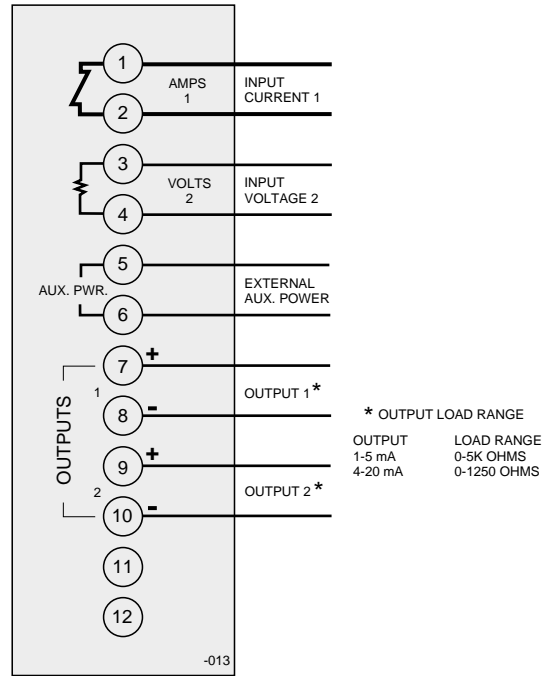 1
AMPS
1
INPUT
CURRENT 1
2
3
VOLTS
2
INPUT
VOLTAGE 2
4
5
AUX. PWR.
EXTERNAL
AUX. POWER
6
7 +
OUTPUTS
1
OUTPUT 1 *
8 -
9 +
2
OUTPUT 2 *
10 -
11
12
-013
* OUTPUT LOAD RANGE
OUTPUT LOAD RANGE
1-5 mA 0-5K OHMS
4-20 mA 0-1250 OHMS